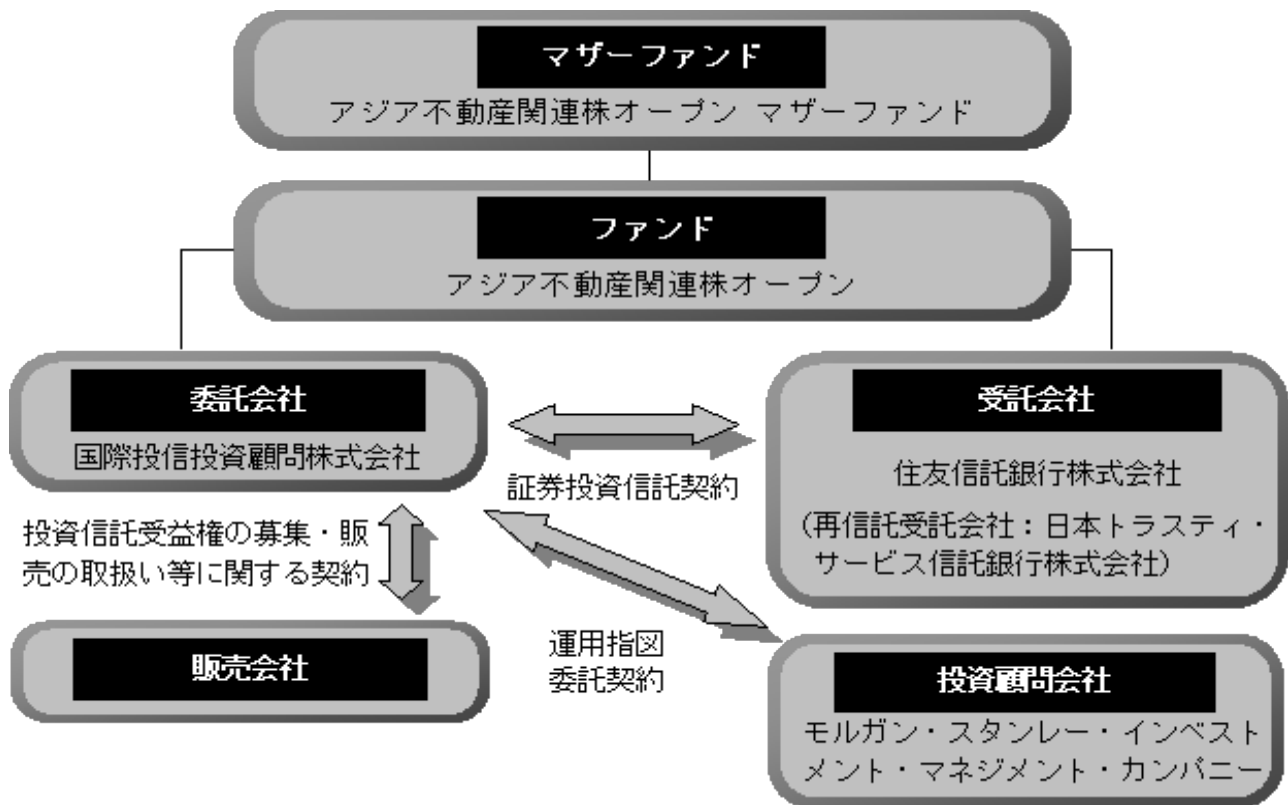 マザーファンド
アジア不動産関連株オープン マザーファンド
ファンド
アジア不動産関連株オープン
委託会社
国際投信投資顧問株式会社
受託会社
住友信託銀行株式会社
(再信託受託会社:日本トラスティ・
サービス信託銀行株式会社)
証券投資信託契約
投資信託受益権の募集・販
売の取扱い等に関する契約
運用指図
委託契約
販売会社
投資顧問会社
モルガン・スタンレー・インベスト
メント・マネジメント・カンパニー